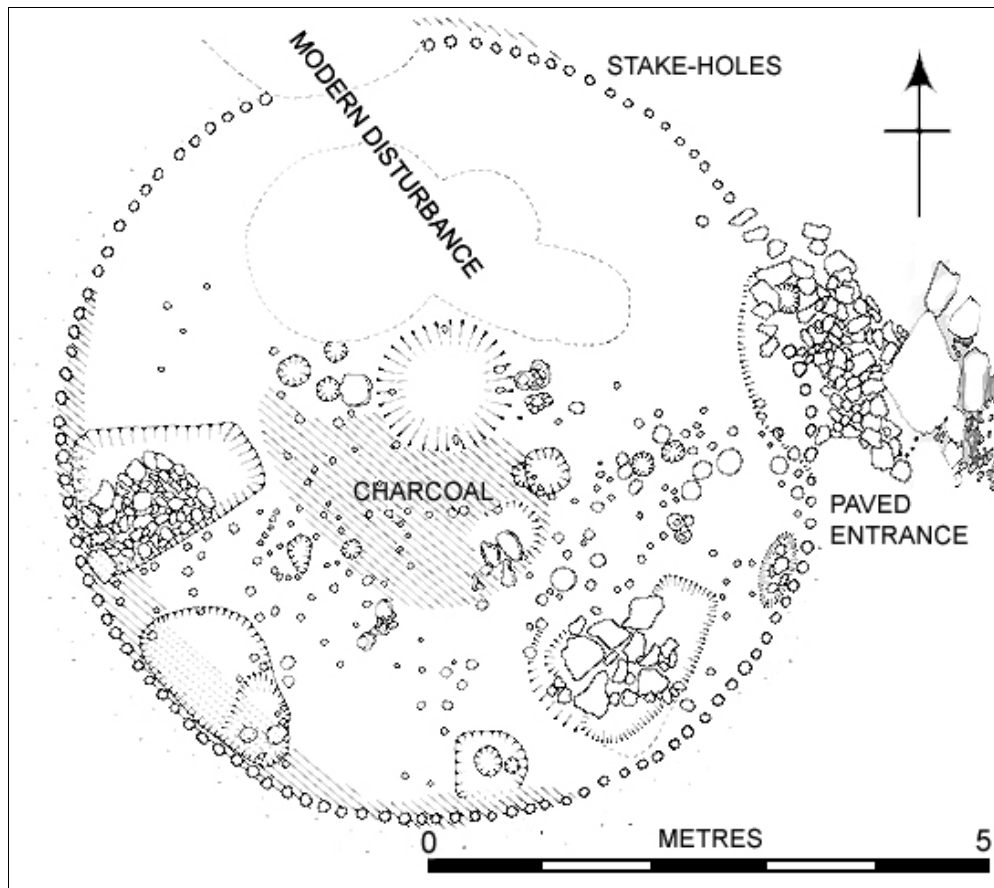 MODERN DISTURBANCE
STAKE-HOLES
CHARCOAL
PAVED
ENTRANCE
METRES
0
5